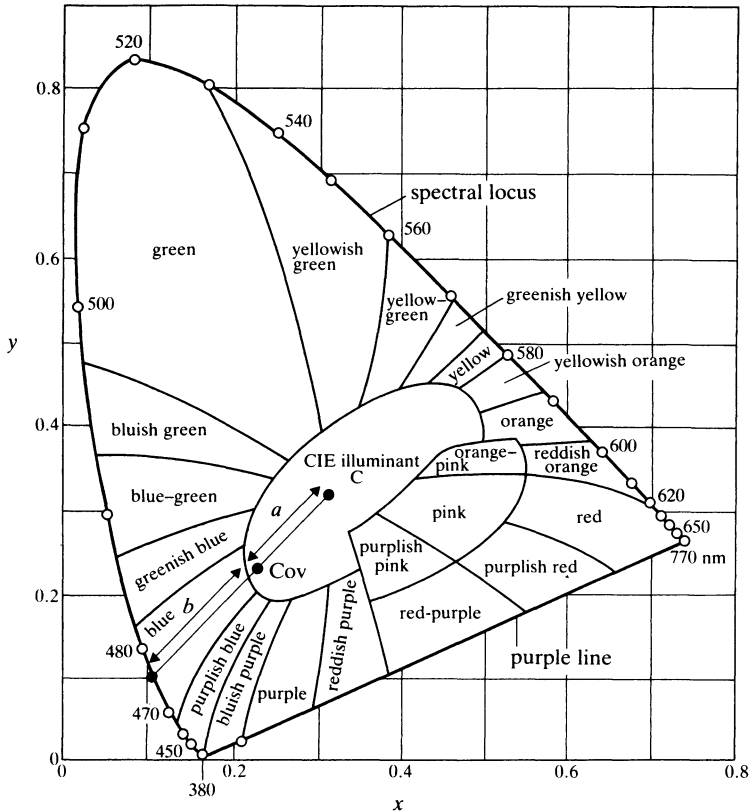 520
0.8
540
spectral locus
560
green
yellowish
green
0.6
yellow-
green
greenish yellow
500
y
yellow
580
yellowish orange
bluish green
0.4
orange
CIE illuminant
C
orange-
pink
reddish
orange
600
blue-green
a
620
pink
red
650
770 nm
greenish blue
purplish
pink
Cov
purplish red
0.2
blue
b
red-purple
480
purplish blue
bluish purple
reddish purple
purple line
470
purple
450
0
0
0.2
0.4
0.6
0.8
380
x